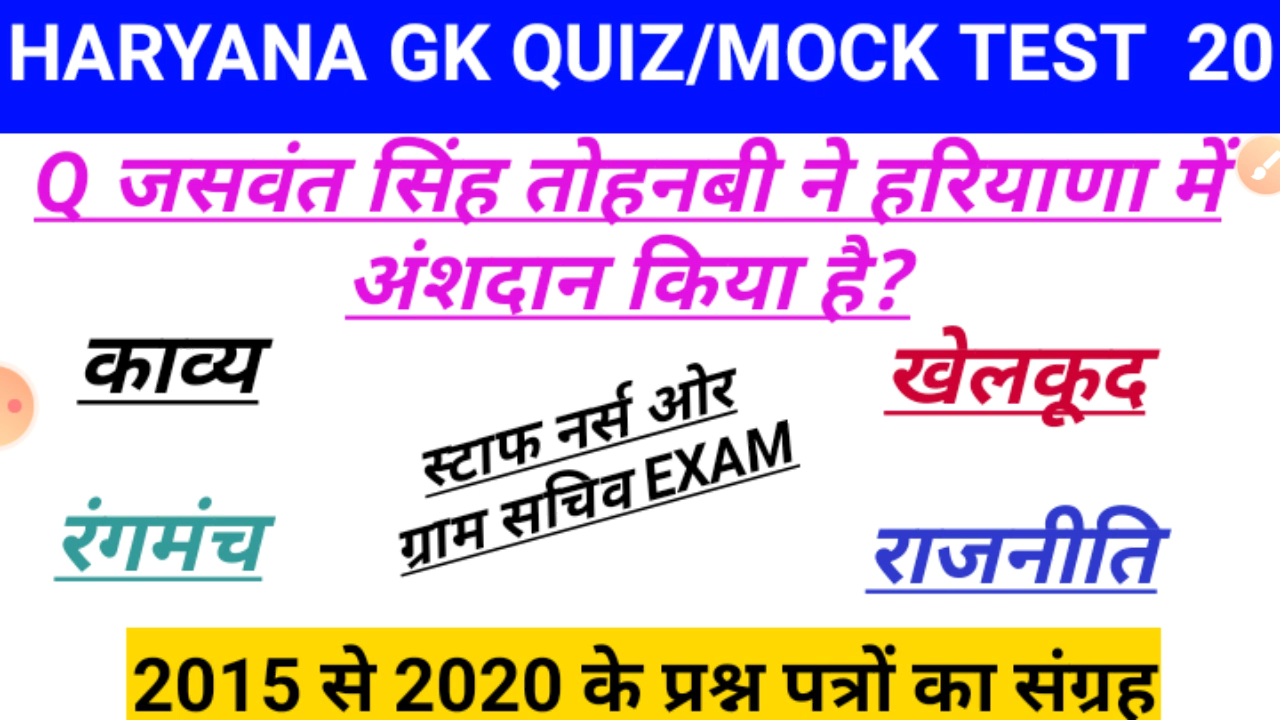 HARYANA GK QUIZ/MOCK TEST 20
Q जसवंत सिंह तोहनबी ने हरियाणा में
अंशदान किया है?
काव्य
खेलकूद
स्टाफ नर्स ओर
ग्राम सचिव EXAM
रंगमंच
राजनीति
2015 से 2020 के प्रश्न पत्रों का संग्रह